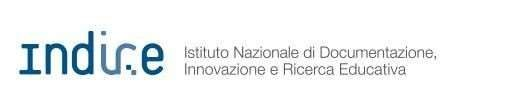 indire Istituto Nazionale di Documentazione,
Innovazione e Ricerca Educativa